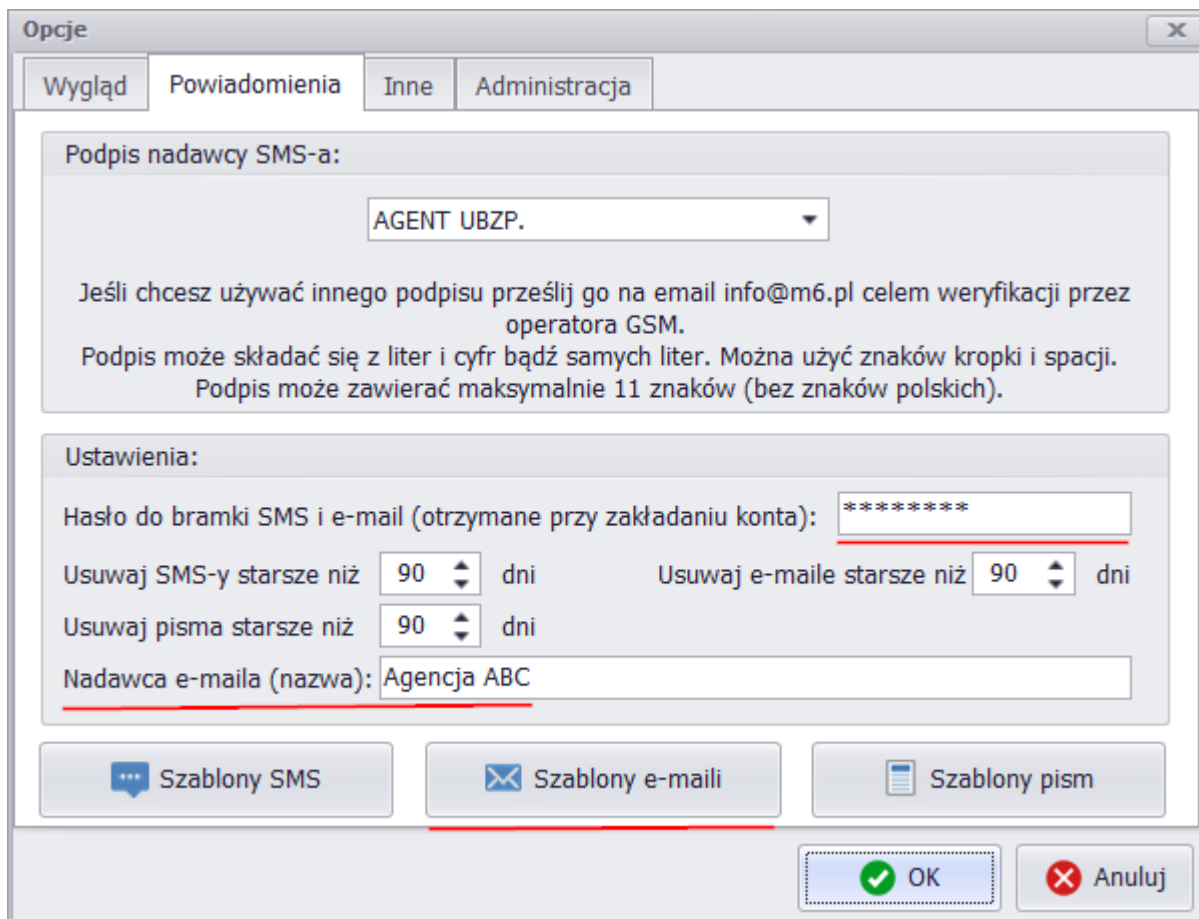 Opcje
Wygląd Powiadomienia Inne Administracja
Podpis nadawcy SMS-a:
AGENT UBZP.
Jeśli chcesz używać innego podpisu prześlij go na email info@m6.pl celem weryfikacji przez
operatora GSM.
Podpis może składać się z liter i cyfr bądź samych liter. Można użyć znaków kropki i spacji.
Podpis może zawierać maksymalnie 11 znaków (bez znaków polskich).
Ustawienia:
Hasło do bramki SMS i e-mail (otrzymane przy zakładaniu konta): ********
Usuwaj SMS-y starsze niż 90 dni Usuwaj e-maile starsze niż 90 dni
Usuwaj pisma starsze niż 90 dni
Nadawca e-maila (nazwa): Agencja ABC
Szablony SMS Szablony e-maili Szablony pism
OK Anuluj